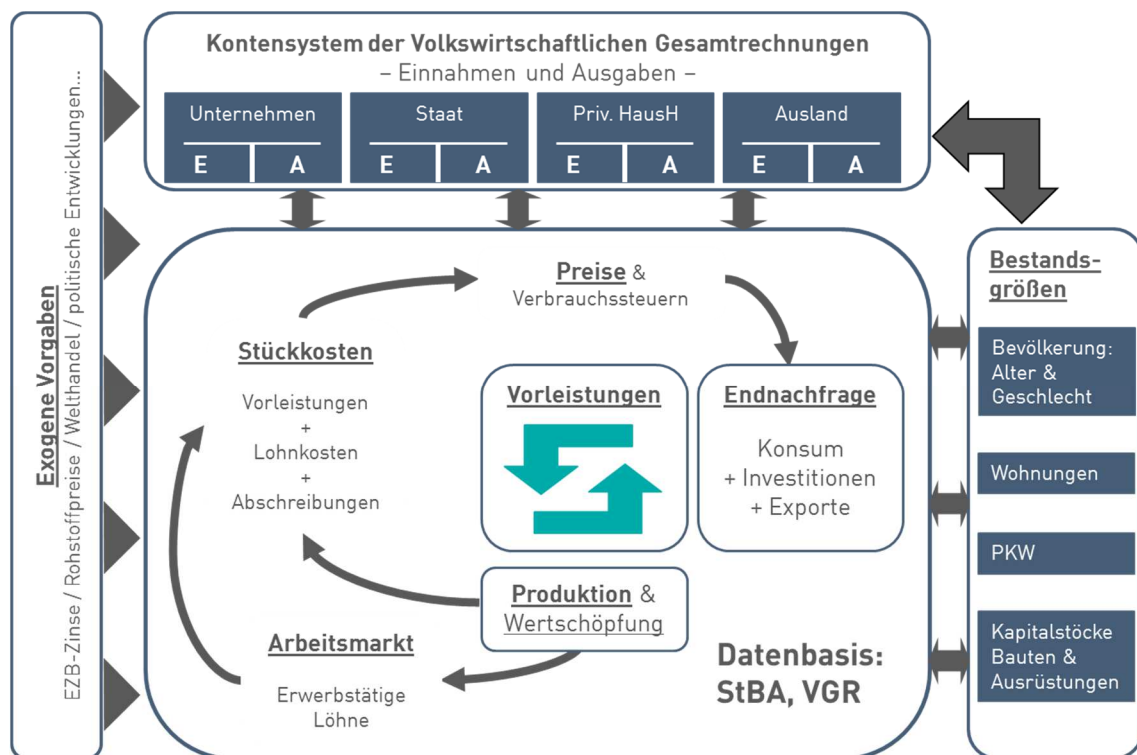 Exogene Vorgaben
EZB-Zinse / Rohstoffpreise / Welthandel / politische Entwicklungen...
Kontensystem der Volkswirtschaftlichen Gesamtrechnungen
– Einnahmen und Ausgaben –
Unternehmen
E A
Staat
E A
Priv. HausH
E A
Ausland
E A
Preise &
Verbrauchssteuern
Stückkosten
Vorleistungen
+
Lohnkosten
+
Abschreibungen
Vorleistungen
Endnachfrage
Konsum
+ Investitionen
+ Exporte
Produktion &
Wertschöpfung
Arbeitsmarkt
Erwerbstätige
Löhne
Datenbasis:
StBA, VGR
Bestands-
größen
Bevölkerung:
Alter &
Geschlecht
Wohnungen
PKW
Kapitalstöcke
Bauten &
Ausrüstungen